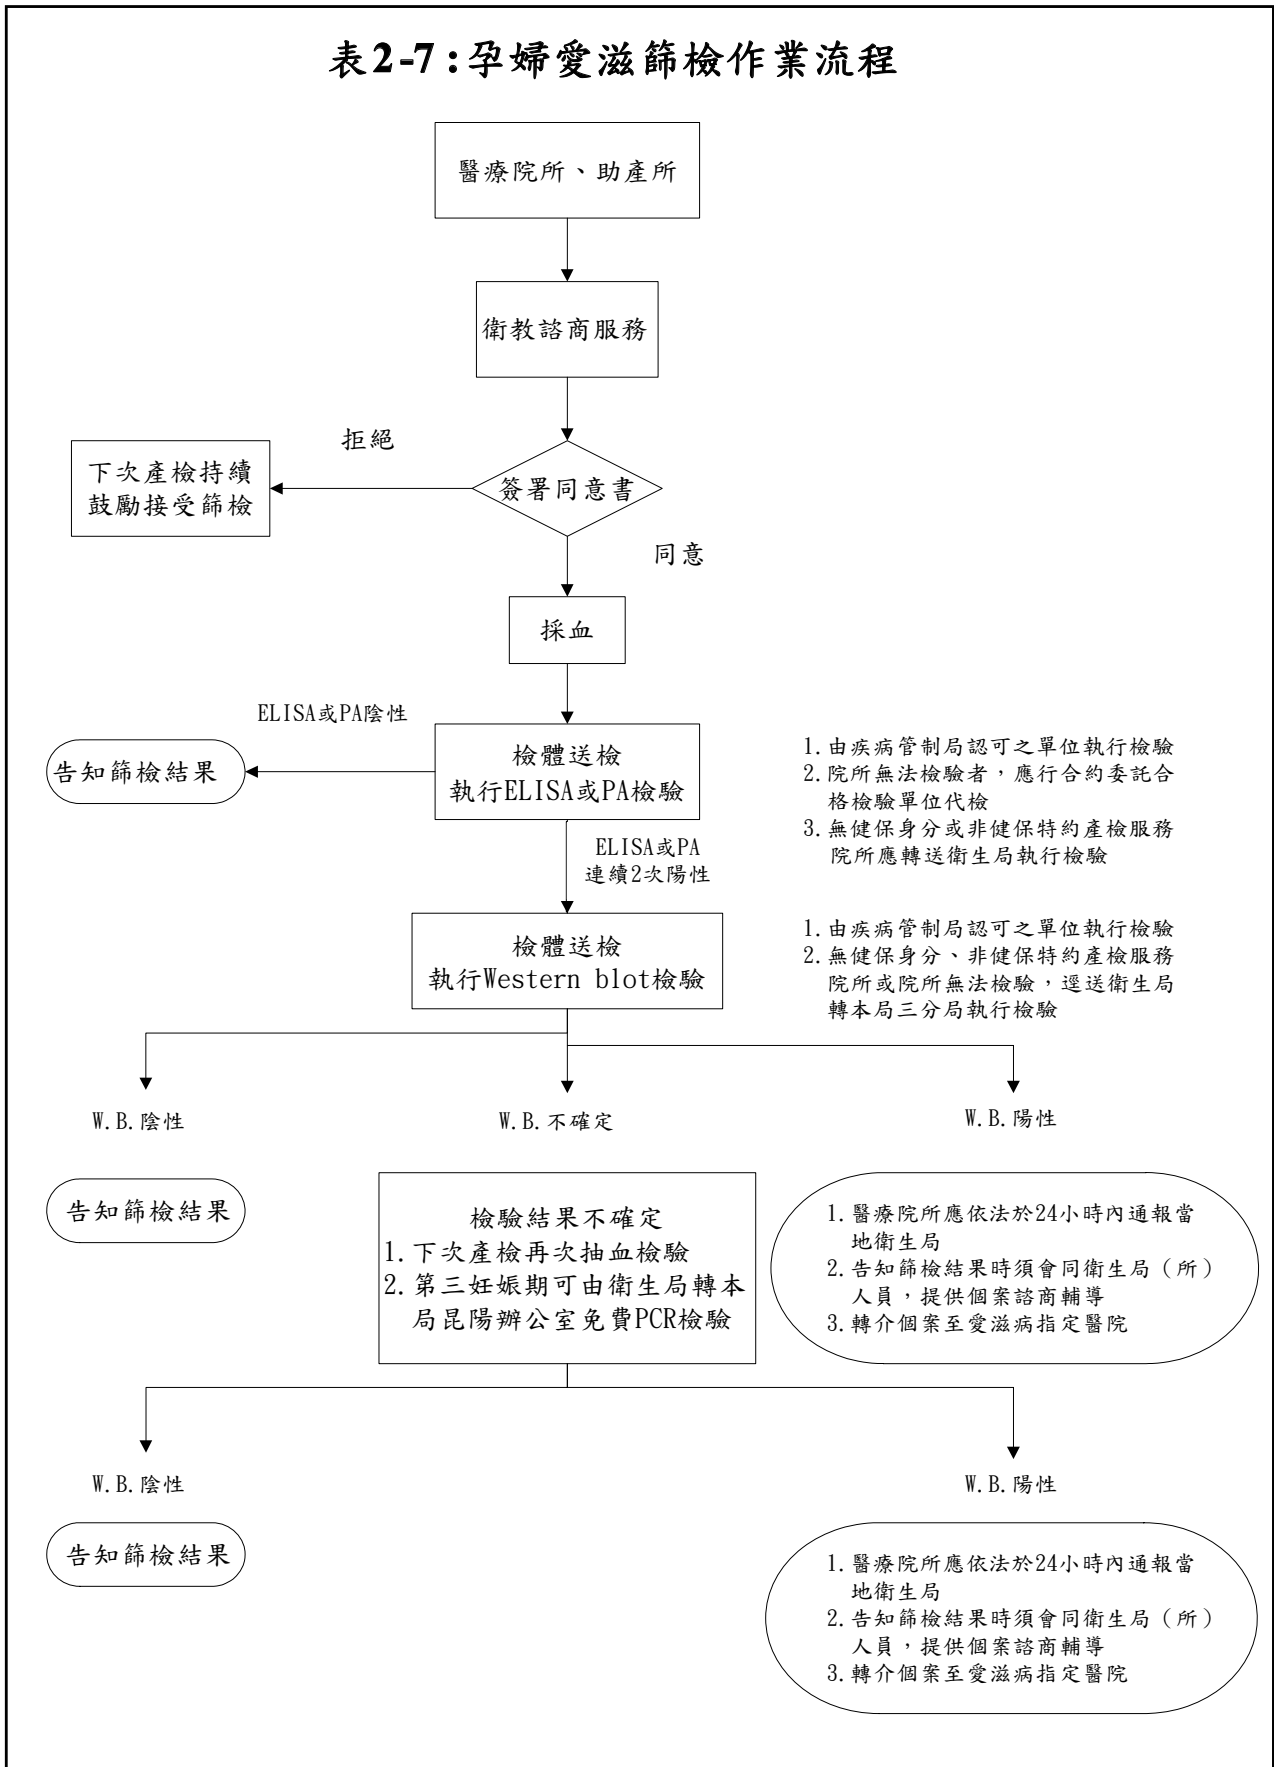 表2-7:孕婦愛滋篩檢作業流程
醫療院所、助產所
衛教諮商服務
拒絕
下次產檢持續
鼓勵接受篩檢
簽署同意書
同意
採血
ELISA或PA陰性
告知篩檢結果
檢體送檢
執行ELISA或PA檢驗
1.由疾病管制局認可之單位執行檢驗
2.院所無法檢驗者，應行合約委託合
格檢驗單位代檢
3.無健保身分或非健保特約產檢服務
院所應轉送衛生局執行檢驗
ELISA或PA
連續2次陽性
檢體送檢
執行Western blot檢驗
1.由疾病管制局認可之單位執行檢驗
2.無健保身分、非健保特約產檢服務
院所或院所無法檢驗，逕送衛生局
轉本局三分局執行檢驗
W.B.陰性
W.B.不確定
W.B.陽性
告知篩檢結果
檢驗結果不確定
1.下次產檢再次抽血檢驗
2.第三妊娠期可由衛生局轉本
局昆陽辦公室免費PCR檢驗
1.醫療院所應依法於24小時內通報當
地衛生局
2.告知篩檢結果時須會同衛生局（所）
人員，提供個案諮商輔導
3.轉介個案至愛滋病指定醫院
W.B.陰性
W.B.陽性
告知篩檢結果
1.醫療院所應依法於24小時內通報當
地衛生局
2.告知篩檢結果時須會同衛生局（所）
人員，提供個案諮商輔導
3.轉介個案至愛滋病指定醫院